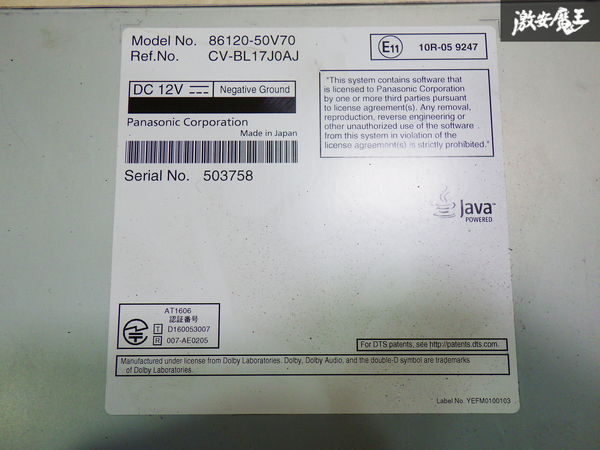 激安魔王
Model No. 86120-50V70
Ref.No. CV-BL17J0AJ
E11 10R-05 9247
DC 12V Negative Ground
Panasonic Corporation
Made in Japan
Serial No. 503758
"This system contains software that
is licensed to Panasonic Corporation
by one or more third parties pursuant
to license agreement(s). Any removal,
reproduction, reverse engineering or
other unauthorized use of the software
from this system in violation of the
license agreement(s) is strictly prohibited."
Java™
POWERED
AT1606
認証番号
T D160053007
R 007-AE0205
For DTS patents, see http://patents.dts.com.
Manufactured under license from Dolby Laboratories. Dolby, Dolby Audio, and the double-D symbol are trademarks
of Dolby Laboratories.
Label No. YEFM0100103